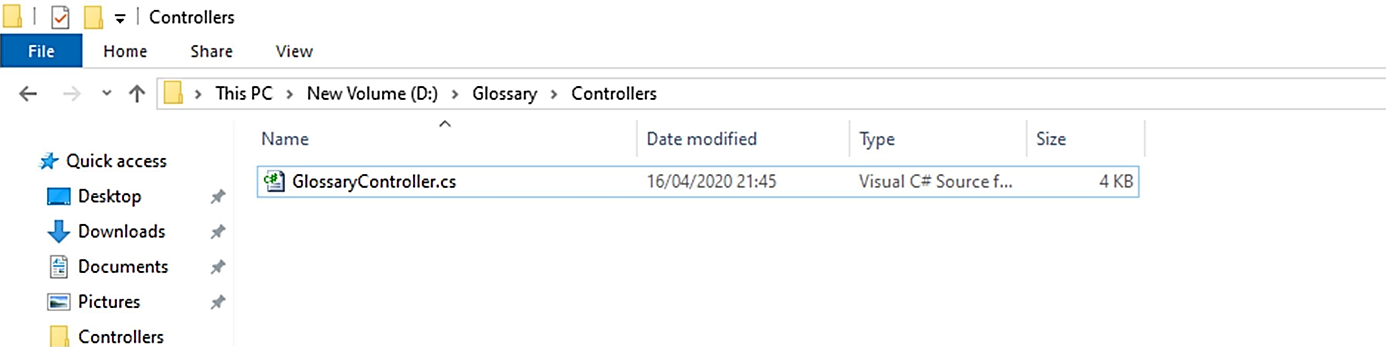 Controllers
File Home Share View
This PC > New Volume (D:) > Glossary > Controllers
Name Date modified Type Size
Quick access
GlossaryController.cs 16/04/2020 21:45 Visual C# Source f... 4 KB
Desktop
Downloads
Documents
Pictures
Controllers